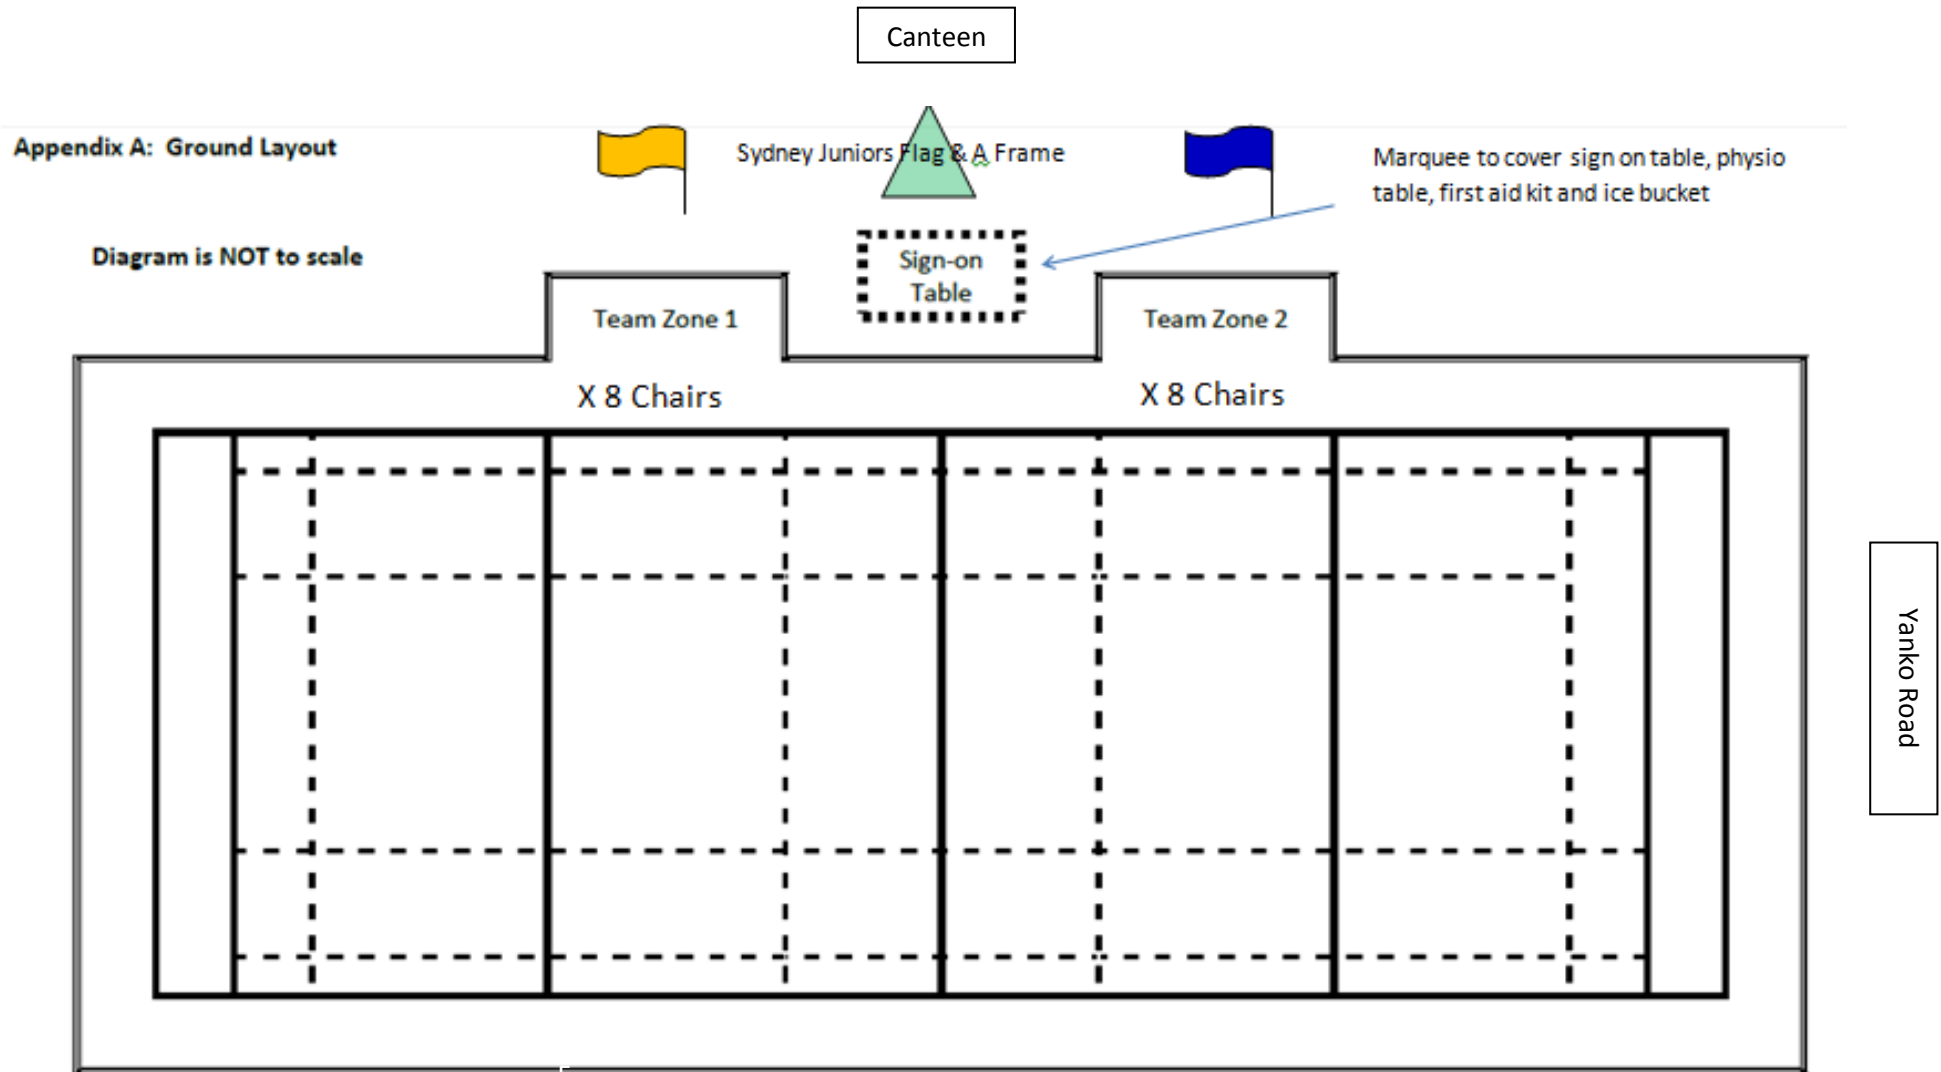 Canteen
Appendix A:  Ground Layout
Sydney Juniors Flag & A Frame
Marquee to cover sign on table, physio
table, first aid kit and ice bucket
Diagram is NOT to scale
Sign-on
Table
Team Zone 1
Team Zone 2
X 8 Chairs
X 8 Chairs
Yanko Road